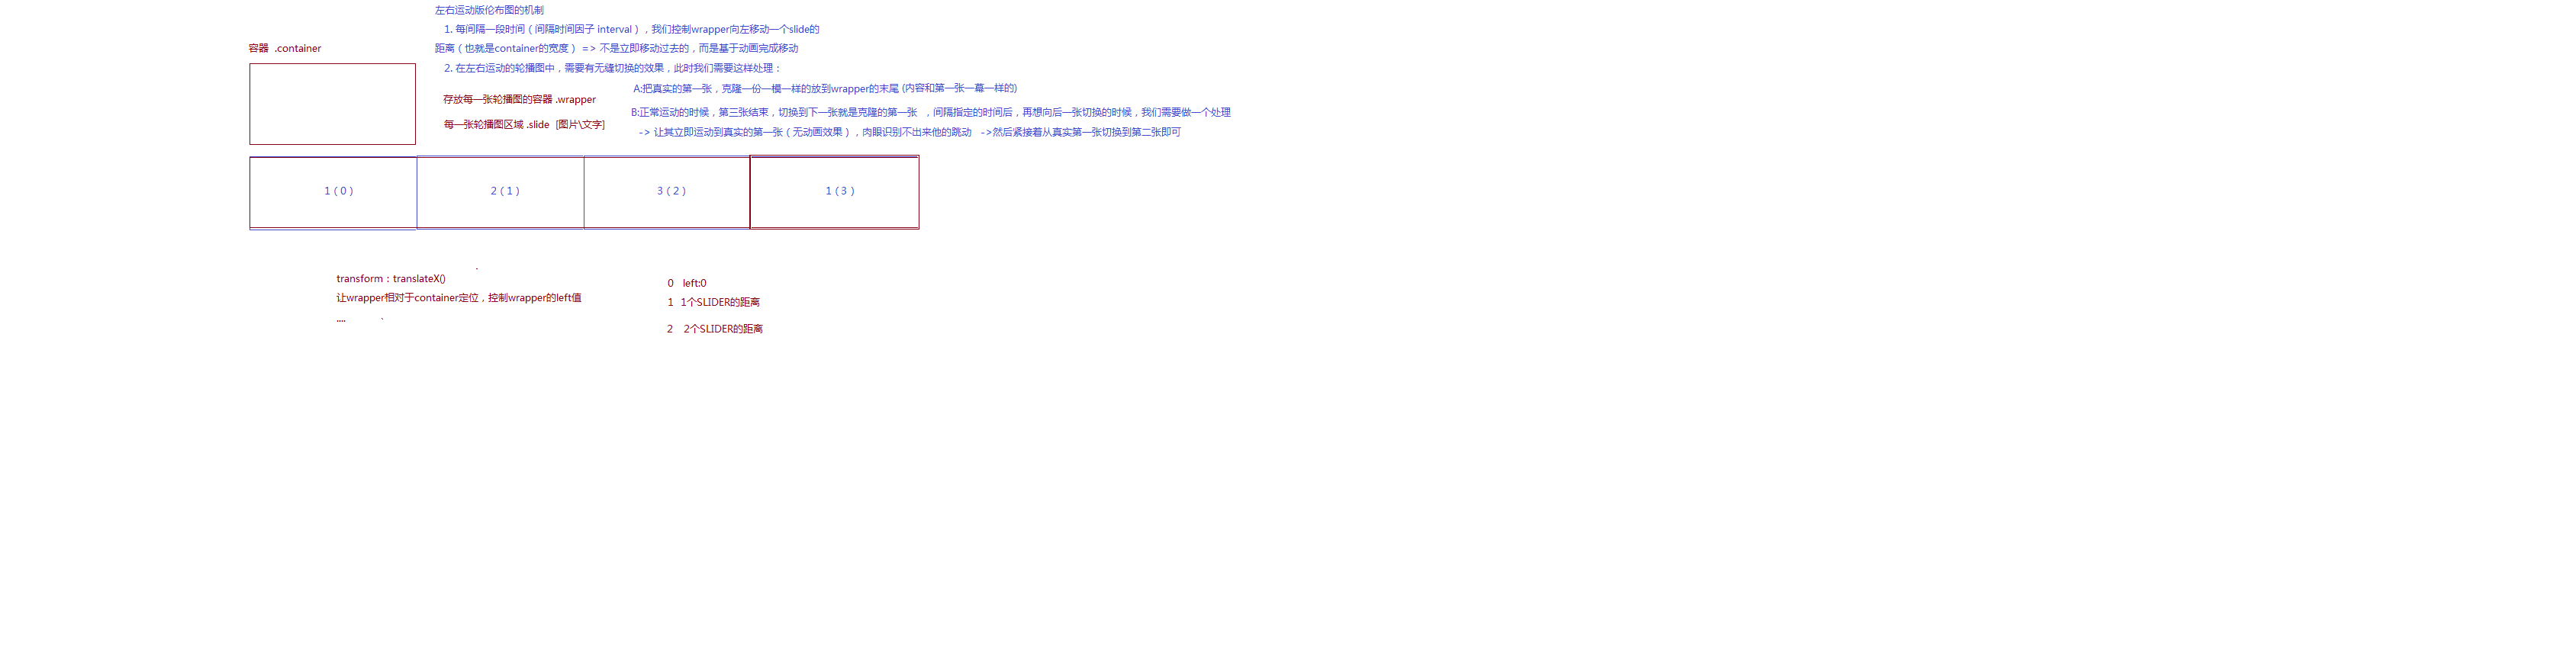 左右运动版伦布图的机制
1. 每间隔一段时间（间隔时间因子 interval），我们控制wrapper向左移动一个slide的
容器 .container
距离（也就是container的宽度） => 不是立即移动过去的，而是基于动画完成移动
2. 在左右运动的轮播图中，需要有无缝切换的效果，此时我们需要这样处理：
A:把真实的第一张，克隆一份一模一样的放到wrapper的末尾 (内容和第一张一幕一样的)
存放每一张轮播图的容器 .wrapper
B:正常运动的时候，第三张结束，切换到下一张就是克隆的第一张 ，间隔指定的时间后，再想向后一张切换的时候，我们需要做一个处理
每一张轮播图区域 .slide [图片\文字]
-> 让其立即运动到真实的第一张（无动画效果），肉眼识别不出来他的跳动 ->然后紧接着从真实第一张切换到第二张即可
1（0） 2（1） 3（2） 1（3）
transform：translateX()
让wrapper相对于container定位，控制wrapper的left值
....
0 left:0
1 1个SLIDER的距离
2 2个SLIDER的距离